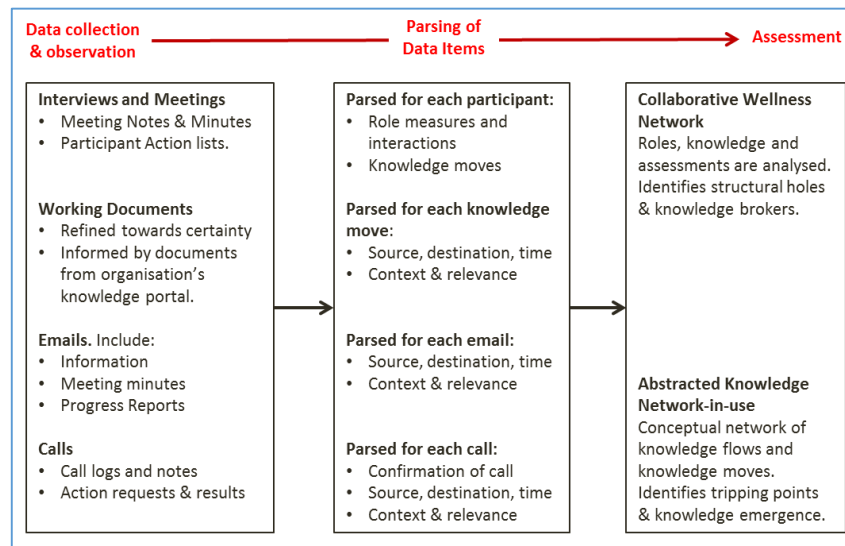 Data collection
& observation
Parsing of
Data Items
Assessment
Interviews and Meetings
• Meeting Notes & Minutes
• Participant Action lists.
Working Documents
• Refined towards certainty
• Informed by documents
from organisation's
knowledge portal.
Emails. Include:
• Information
• Meeting minutes
• Progress Reports
Calls
• Call logs and notes
• Action requests & results
Parsed for each participant:
• Role measures and
interactions
• Knowledge moves
Parsed for each knowledge
move:
• Source, destination, time
• Context & relevance
Parsed for each email:
• Source, destination, time
• Context & relevance
Parsed for each call:
• Confirmation of call
• Source, destination, time
• Context & relevance
Collaborative Wellness
Network
Roles, knowledge and
assessments are analysed.
Identifies structural holes
& knowledge brokers.
Abstracted Knowledge
Network-in-use
Conceptual network of
knowledge flows and
knowledge moves.
Identifies tripping points
& knowledge emergence.